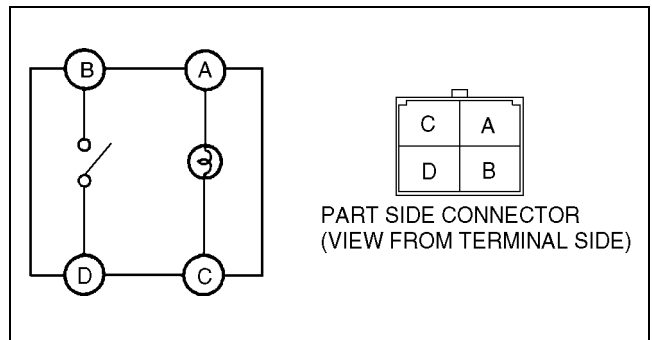 B A
C A
D B
D C
PART SIDE CONNECTOR
(VIEW FROM TERMINAL SIDE)